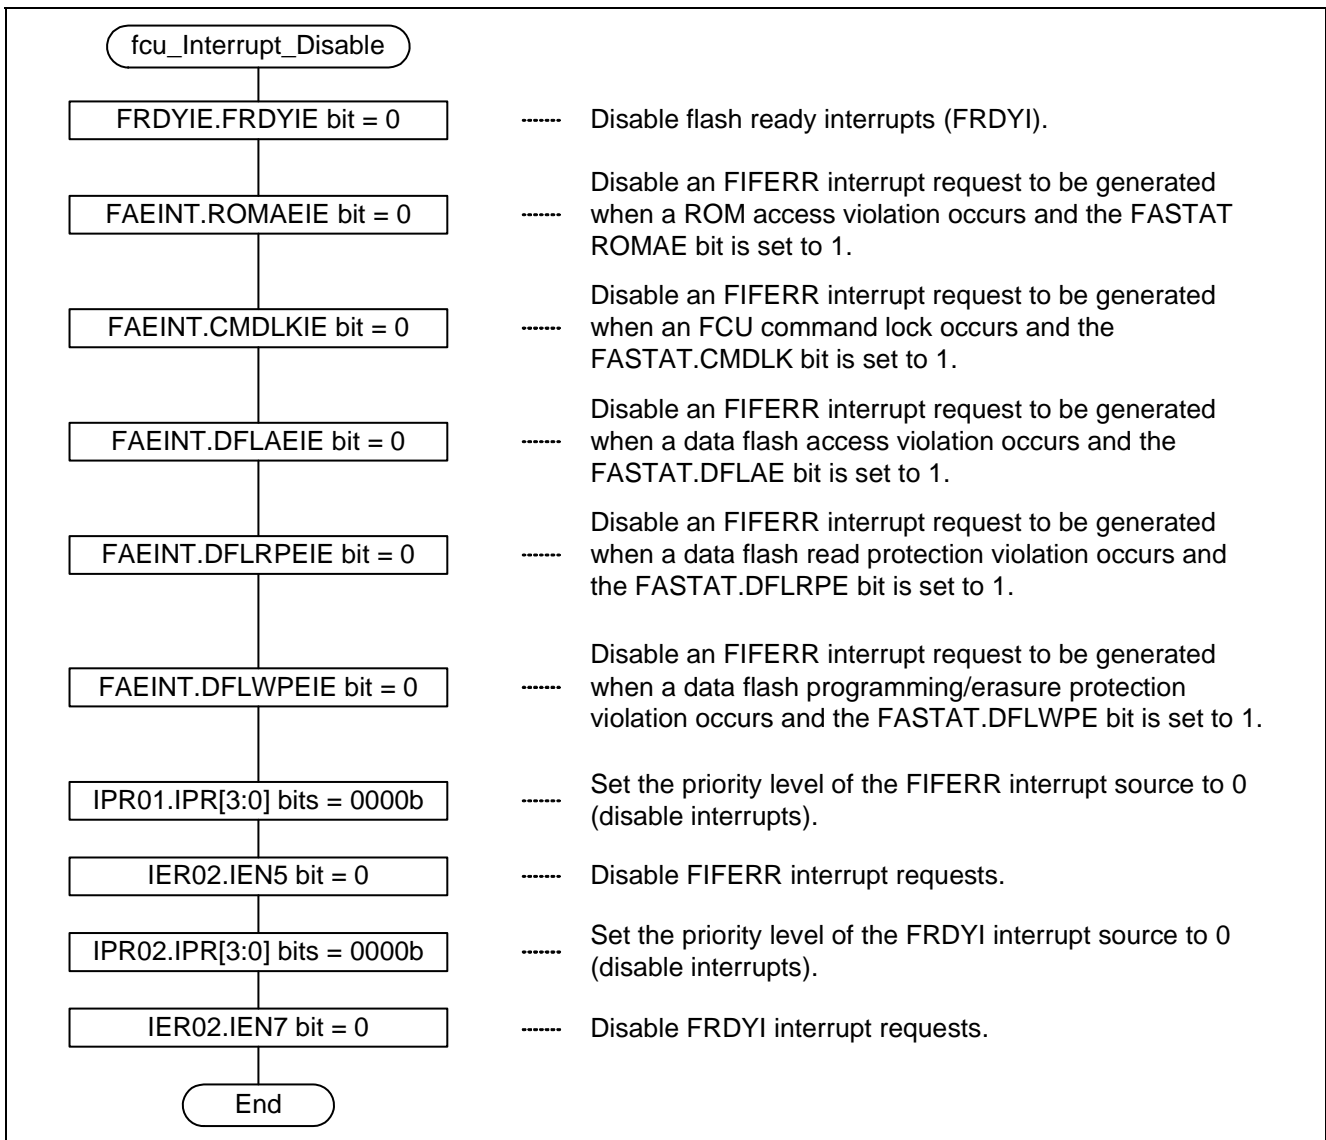 fcu_Interrupt_Disable
FRDYIE.FRDYIE bit = 0
Disable flash ready interrupts (FRDYI).
FAEINT.ROMAEIE bit = 0
Disable an FIFERR interrupt request to be generated
when a ROM access violation occurs and the FASTAT
ROMAE bit is set to 1.
FAEINT.CMDLKIE bit = 0
Disable an FIFERR interrupt request to be generated
when an FCU command lock occurs and the
FASTAT.CMDLK bit is set to 1.
FAEINT.DFLAEIE bit = 0
Disable an FIFERR interrupt request to be generated
when a data flash access violation occurs and the
FASTAT.DFLAE bit is set to 1.
FAEINT.DFLRPEIE bit = 0
Disable an FIFERR interrupt request to be generated
when a data flash read protection violation occurs and
the FASTAT.DFLRPE bit is set to 1.
FAEINT.DFLWPEIE bit = 0
Disable an FIFERR interrupt request to be generated
when a data flash programming/erasure protection
violation occurs and the FASTAT.DFLWPE bit is set to 1.
IPR01.IPR[3:0] bits = 0000b
Set the priority level of the FIFERR interrupt source to 0
(disable interrupts).
IER02.IEN5 bit = 0
Disable FIFERR interrupt requests.
IPR02.IPR[3:0] bits = 0000b
Set the priority level of the FRDYI interrupt source to 0
(disable interrupts).
IER02.IEN7 bit = 0
Disable FRDYI interrupt requests.
End